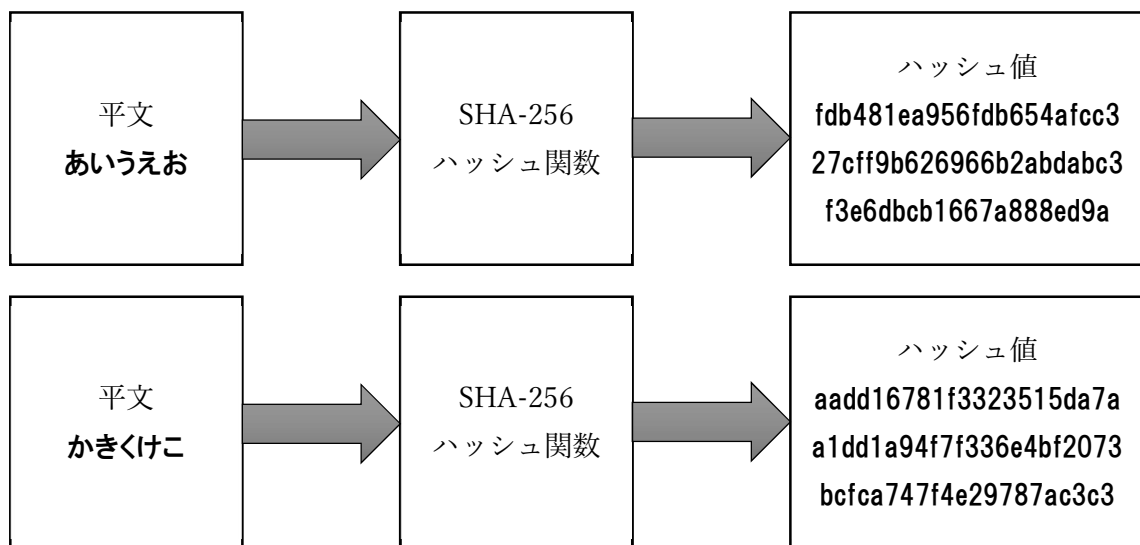 平文
あいうえお
SHA-256
ハッシュ関数
ハッシュ値
fdb481ea956fdb654afcc3
27cff9b626966b2abdabc3
f3e6dbcb1667a888ed9a
平文
かきくけこ
SHA-256
ハッシュ関数
ハッシュ値
aadd16781f3323515da7a
a1dd1a94f7f336e4bf2073
bcfca747f4e29787ac3c3